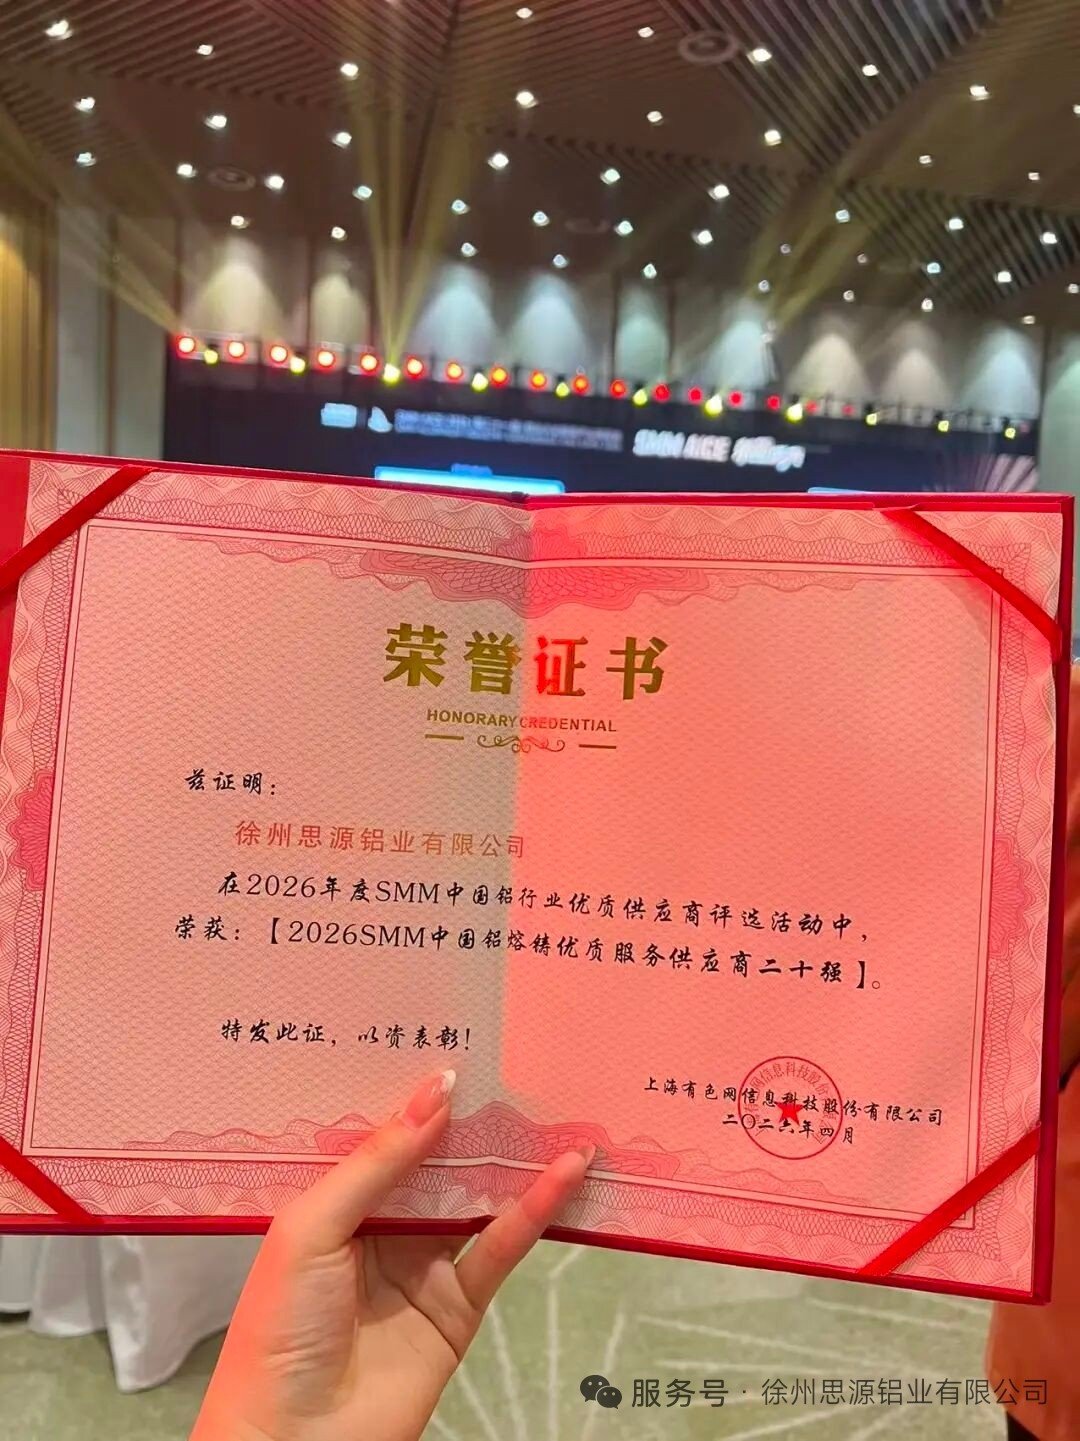 荣誉证书
HONORARY CREDENTIAL
兹证明：
徐州思源铝业有限公司
在2026年度SMM中国铝行业优质供应商评选活动中，
荣获：【2026SMM中国铝熔铸优质服务供应商二十强】。
特发此证，以资表彰！
上海有色网信息科技股份有限公司
二〇二六年四月
服务号 · 徐州思源铝业有限公司